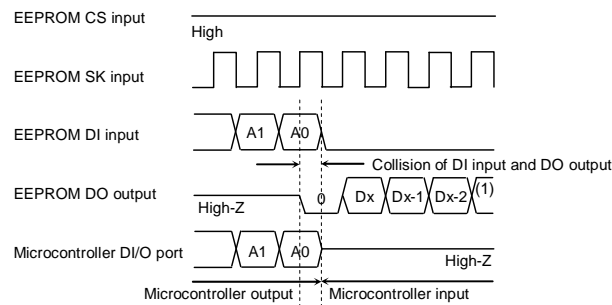 EEPROM CS input
High
EEPROM SK input
EEPROM DI input
A1 A0
Collision of DI input and DO output
EEPROM DO output
High-Z
0 Dx Dx-1 Dx-2 (1)
Microcontroller DI/O port
A1 A0
High-Z
Microcontroller output Microcontroller input